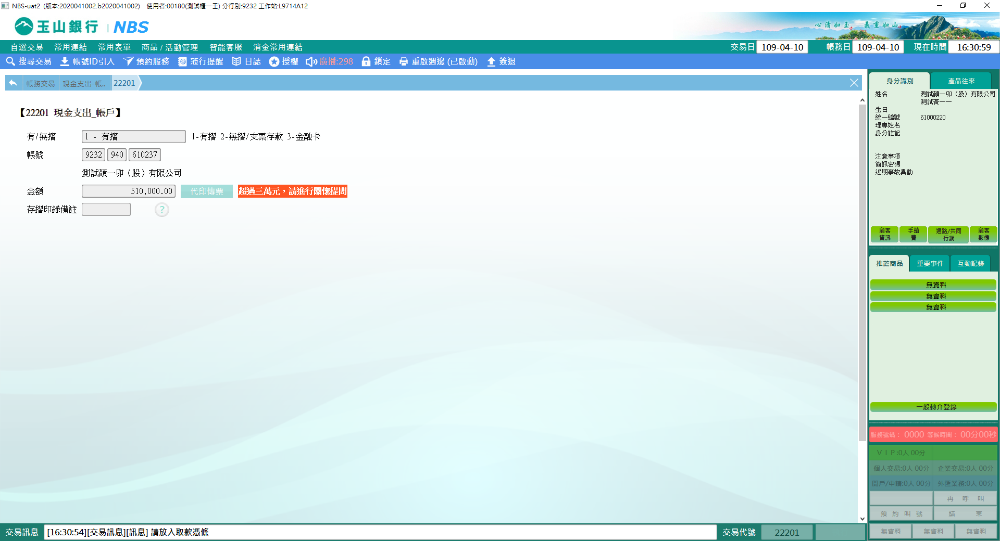 NBS-uat2 (版本:2020041002.b2020041002) 使用者:00180(測試櫃一王) 分行別:9232 工作站:L9714A12
玉山銀行 | NBS
心清如玉。 義重如山。
自選交易 常用連結 常用表單 商品 / 活動管理 智能客服 消金常用連結 交易日 109-04-10 帳務日 109-04-10 現在時間 16:30:59
搜尋交易 帳號ID引入 預約服務 蒞行提醒 日誌 授權 廣播:298 鎖定 重啟週邊 (已啟動) 簽退
帳務交易 現金支出-帳.. 22201
【22201 現金支出_帳戶】
有/無摺 1 - 有摺 1-有摺 2-無摺/支票存款 3-金融卡
帳號 9232 940 610237
測試顏一卯（股）有限公司
金額 510,000.00 代印傳票 超過三萬元，請進行關懷提問
存摺印錄備註 ?
身分識別 產品往來
姓名 測試顏一卯（股）有限公司
測試黃一一
生日
統一編號 61000220
理專姓名
身分註記
注意事項
簡訊密碼
近期事故異動
顧客資訊 手續費 通路/共同行銷 顧客影像
推薦商品 重要事件 互動記錄
無資料
無資料
無資料
一般轉介登錄
服務號碼： 0000 等候時間： 00分00秒
ＶＩＰ:0人 00分
個人交易:0人 00分 企業交易:0人 00分
開戶/申請:0人 00分 外匯業務:0人 00分
再 呼 叫
預 約 叫 號 結 束
無資料 無資料 無資料
交易訊息 [16:30:54][交易訊息][訊息] 請放入取款憑條 交易代號 22201